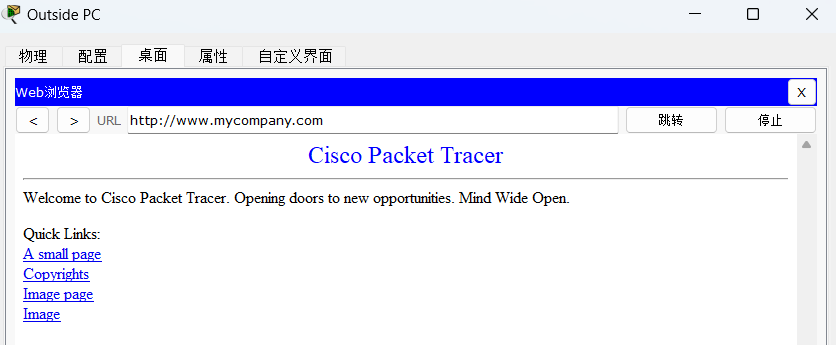 Outside PC
物理 配置 桌面 属性 自定义界面
Web浏览器 X
< > URL http://www.mycompany.com 跳转 停止
Cisco Packet Tracer
Welcome to Cisco Packet Tracer. Opening doors to new opportunities. Mind Wide Open.
Quick Links:
A small page
Copyrights
Image page
Image